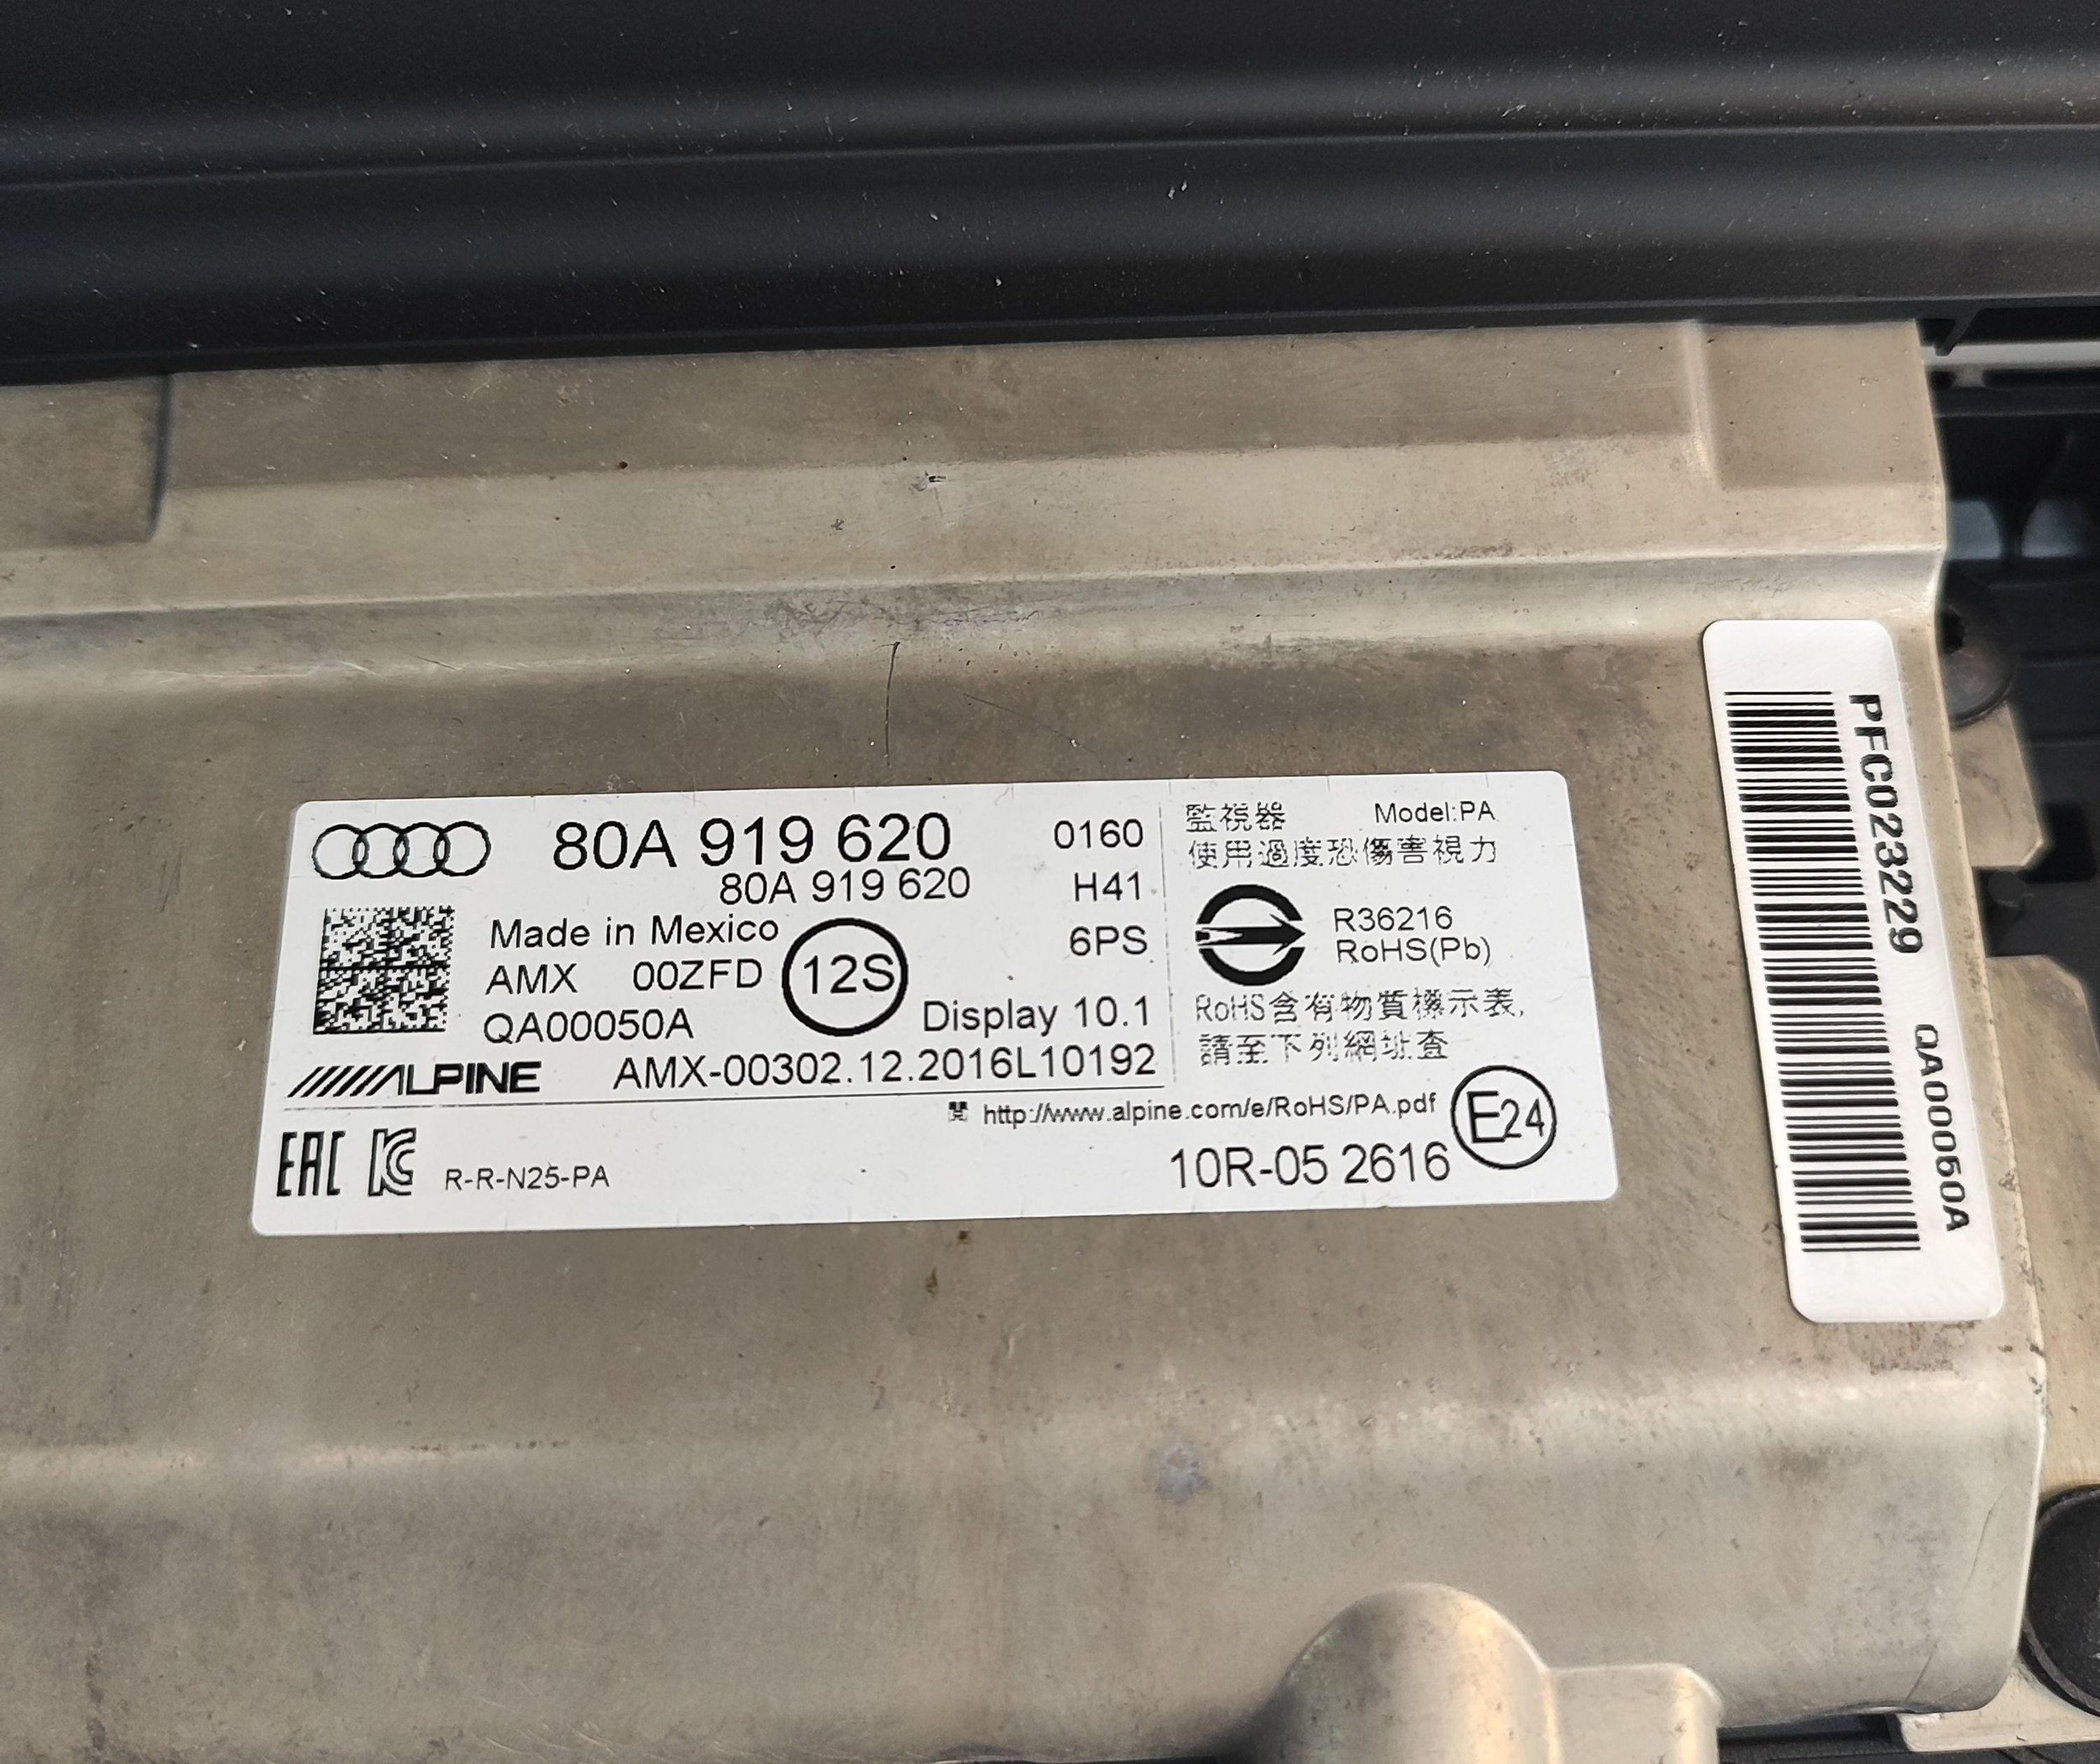 80A 919 620 0160
80A 919 620 H41
Made in Mexico 6PS
AMX 00ZFD 12S
QA00050A Display 10.1
ALPINE AMX-00302.12.2016L10192
監視器 Model:PA
使用過度恐傷害視力
R36216
RoHS(Pb)
RoHS含有物質標示表,
請至下列網址查
閱 http://www.alpine.com/e/RoHS/PA.pdf
E24
EAC KC R-R-N25-PA 10R-05 2616
PFC023229 QA00050A